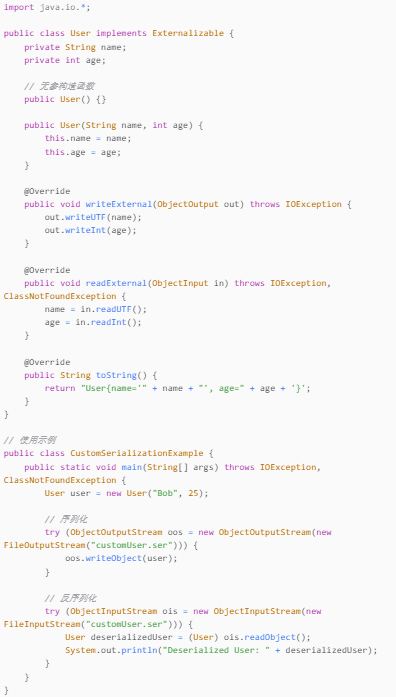 import java.io.*;
public class User implements Externalizable {
    private String name;
    private int age;
    // 无参构造函数
    public User() {}
    public User(String name, int age) {
        this.name = name;
        this.age = age;
    }
    @Override
    public void writeExternal(ObjectOutput out) throws IOException {
        out.writeUTF(name);
        out.writeInt(age);
    }
    @Override
    public void readExternal(ObjectInput in) throws IOException,
ClassNotFoundException {
        name = in.readUTF();
        age = in.readInt();
    }
    @Override
    public String toString() {
        return "User{name='" + name + "', age=" + age + '}';
    }
}
// 使用示例
public class CustomSerializationExample {
    public static void main(String[] args) throws IOException,
ClassNotFoundException {
        User user = new User("Bob", 25);
        // 序列化
        try (ObjectOutputStream oos = new ObjectOutputStream(new
FileOutputStream("customUser.ser"))) {
            oos.writeObject(user);
        }
        // 反序列化
        try (ObjectInputStream ois = new ObjectInputStream(new
FileInputStream("customUser.ser"))) {
            User deserializedUser = (User) ois.readObject();
            System.out.println("Deserialized User: " + deserializedUser);
        }
    }
}